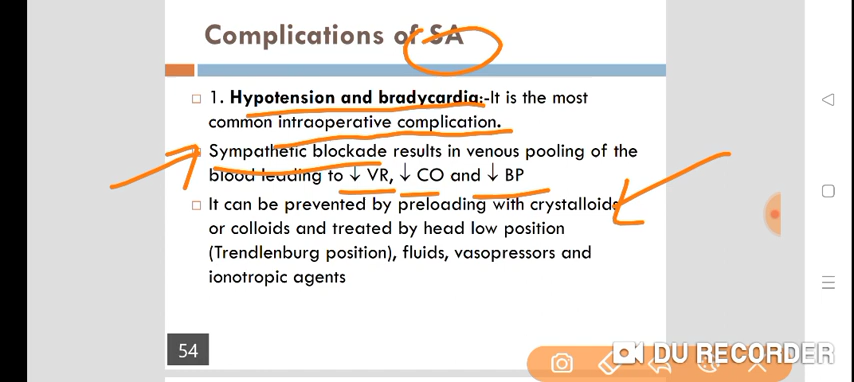 Complications of SA
1. Hypotension and bradycardia:-It is the most
common intraoperative complication.
Sympathetic blockade results in venous pooling of the
blood leading to ↓ VR, ↓ CO and ↓ BP
It can be prevented by preloading with crystalloids
or colloids and treated by head low position
(Trendlenburg position), fluids, vasopressors and
ionotropic agents
54
DU RECORDER